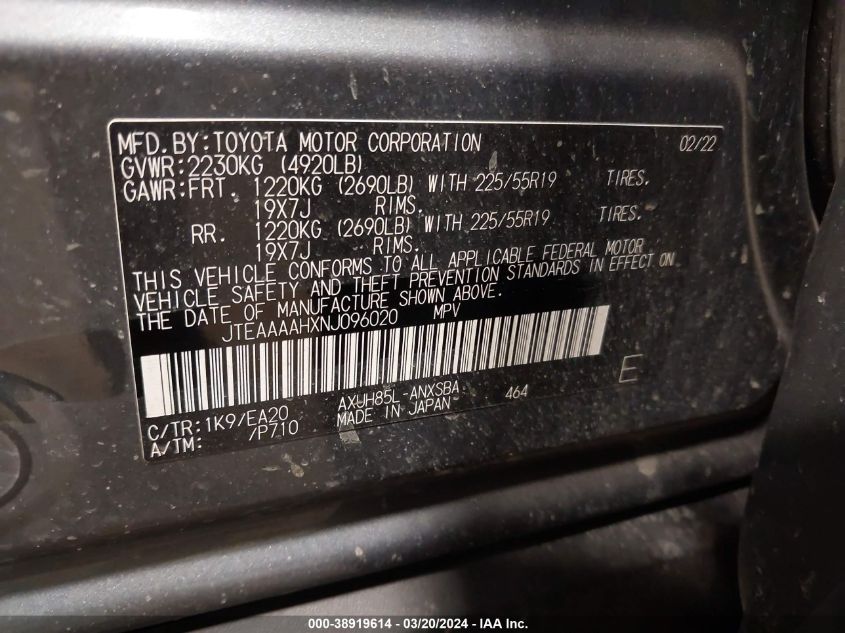 MFD.BY:TOYOTA MOTOR CORPORATION 02/22
GVWR:2230KG (4920LB)
GAWR:FRT. 1220KG (2690LB) WITH 225/55R19 TIRES.
19X7J RIMS.
RR. 1220KG (2690LB) WITH 225/55R19 TIRES.
19X7J RIMS.
THIS VEHICLE CONFORMS TO ALL APPLICABLE FEDERAL MOTOR
VEHICLE SAFETY AND THEFT PREVENTION STANDARDS IN EFFECT ON
THE DATE OF MANUFACTURE SHOWN ABOVE.
JTEAAAAHXNJ096020 MPV
E
C/TR:1K9/EA20 AXUH85L-ANXSBA 464
A/TM: /P710 MADE IN JAPAN
000-38919614 - 03/20/2024 - IAA Inc.